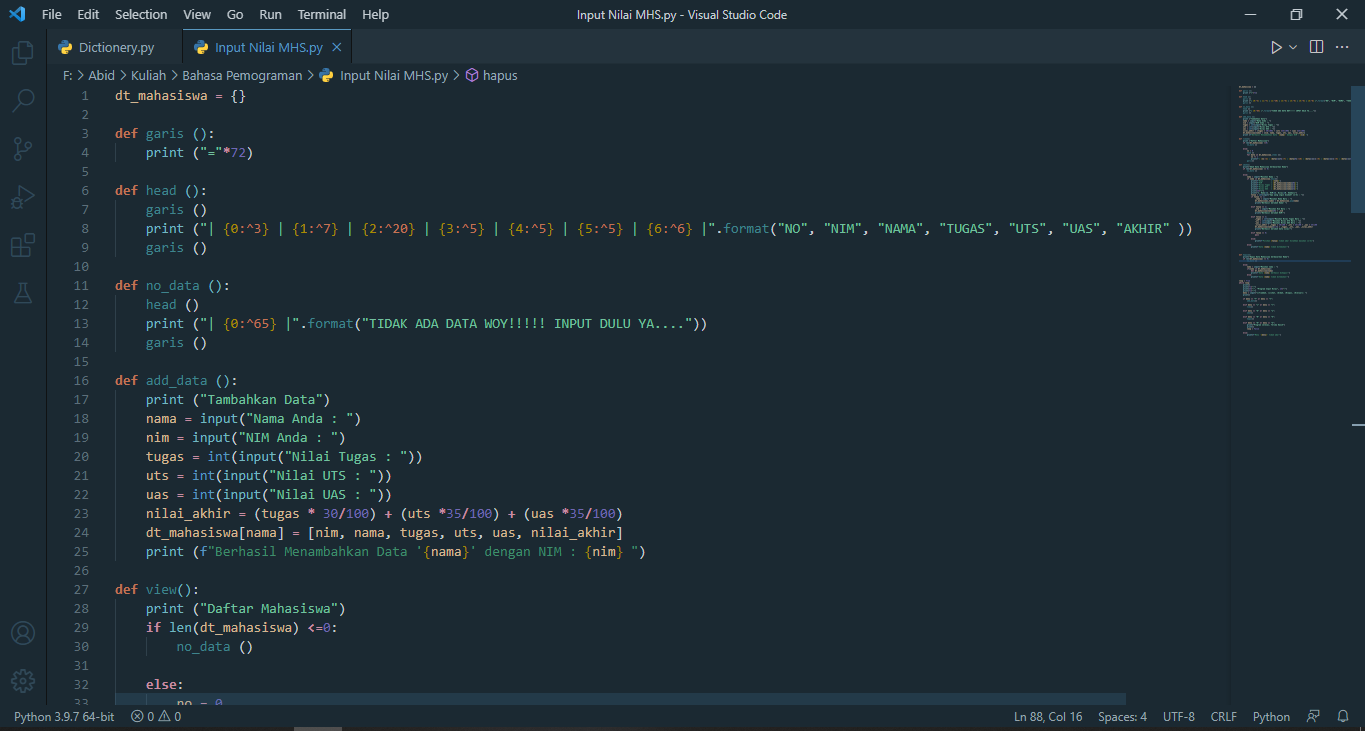 File Edit Selection View Go Run Terminal Help Input Nilai MHS.py - Visual Studio Code
Dictionery.py Input Nilai MHS.py
F: > Abid > Kuliah > Bahasa Pemograman > Input Nilai MHS.py > hapus
1 dt_mahasiswa = {}
2
3 def garis ():
4 print ("="*72)
5
6 def head ():
7 garis ()
8 print ("| {0:^3} | {1:^7} | {2:^20} | {3:^5} | {4:^5} | {5:^5} | {6:^6} |".format("NO", "NIM", "NAMA", "TUGAS", "UTS", "UAS", "AKHIR" ))
9 garis ()
10
11 def no_data ():
12 head ()
13 print ("| {0:^65} |".format("TIDAK ADA DATA WOY!!!!! INPUT DULU YA...."))
14 garis ()
15
16 def add_data ():
17 print ("Tambahkan Data")
18 nama = input("Nama Anda : ")
19 nim = input("NIM Anda : ")
20 tugas = int(input("Nilai Tugas : "))
21 uts = int(input("Nilai UTS : "))
22 uas = int(input("Nilai UAS : "))
23 nilai_akhir = (tugas * 30/100) + (uts *35/100) + (uas *35/100)
24 dt_mahasiswa[nama] = [nim, nama, tugas, uts, uas, nilai_akhir]
25 print (f"Berhasil Menambahkan Data '{nama}' dengan NIM : {nim} ")
26
27 def view():
28 print ("Daftar Mahasiswa")
29 if len(dt_mahasiswa) <=0:
30 no_data ()
31
32 else:
33 no = 0
Python 3.9.7 64-bit 0 0 Ln 88, Col 16 Spaces: 4 UTF-8 CRLF Python